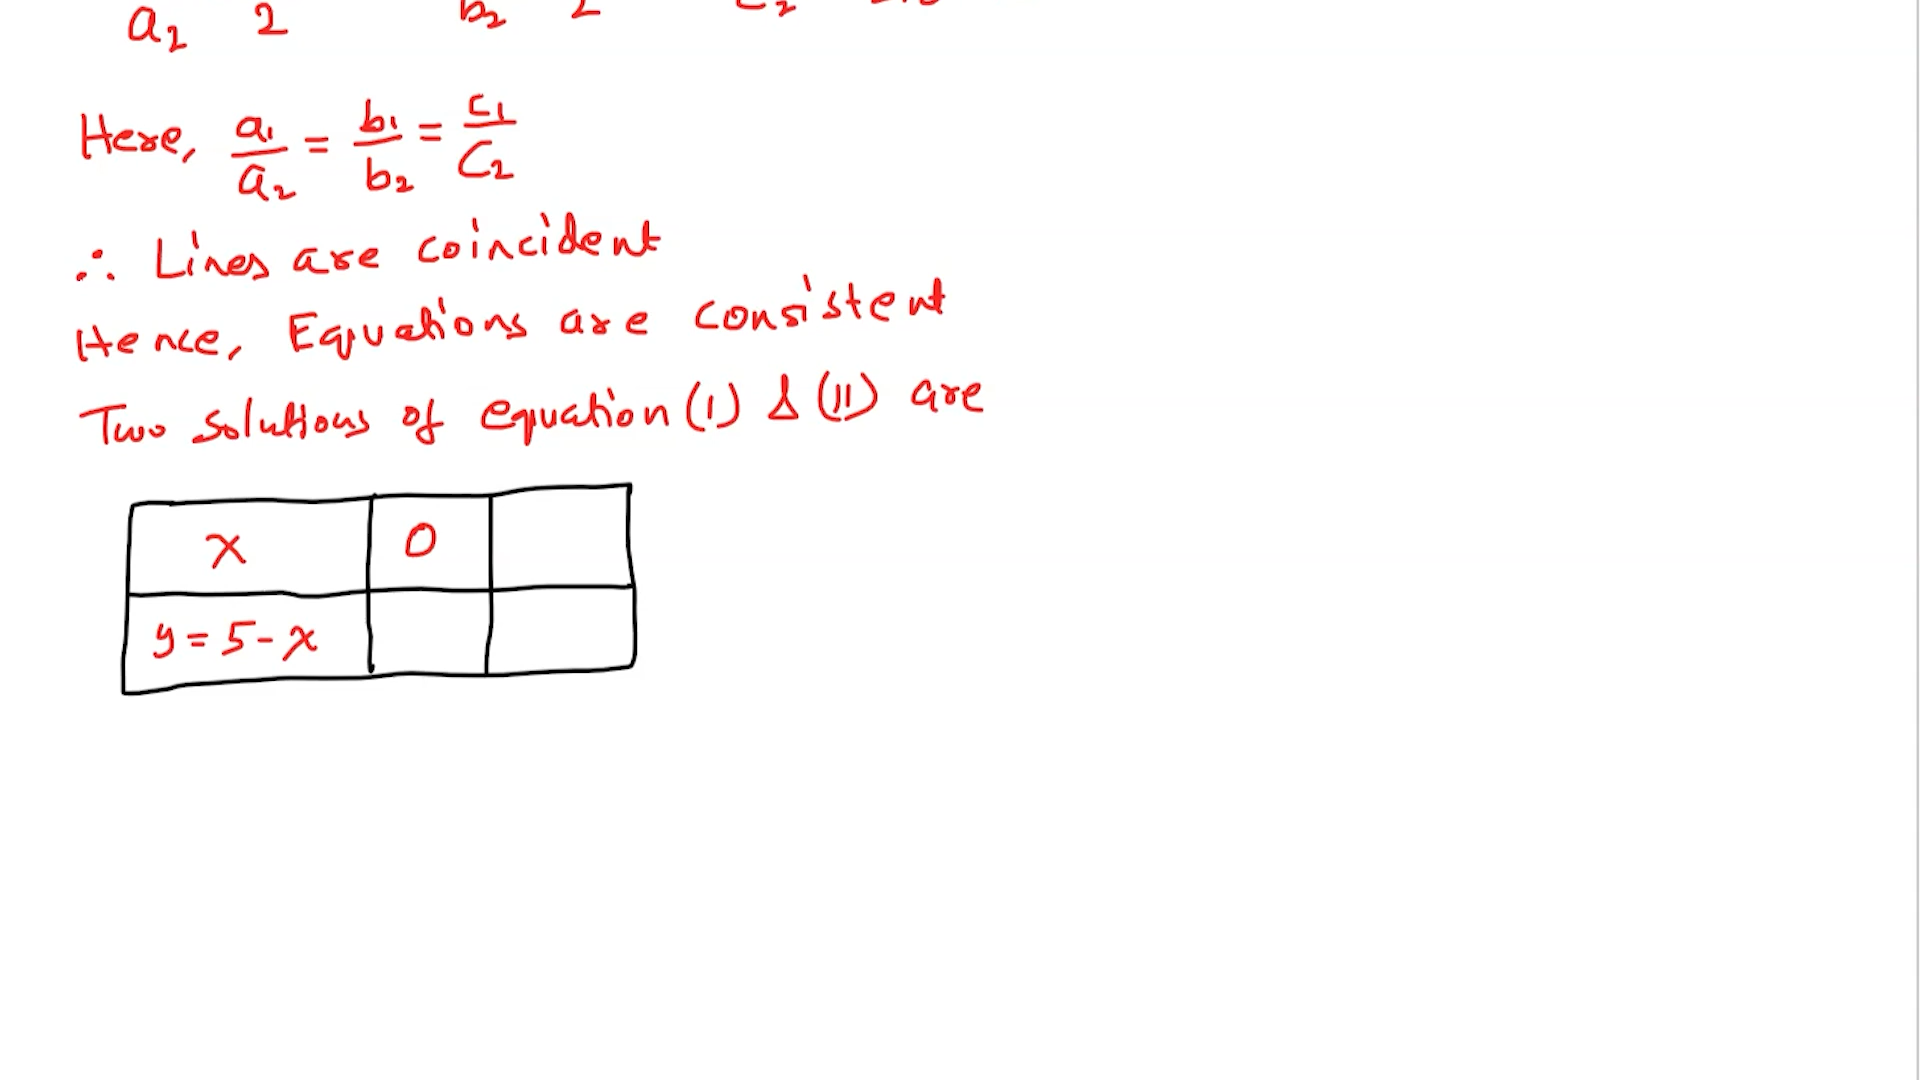 a₂ 2 b₂ 2 c₂
Here, a₁/a₂ = b₁/b₂ = c₁/c₂
∴ Lines are coincident
Hence, Equations are consistent
Two solutions of equation (I) & (II) are
x 0
y = 5 - x